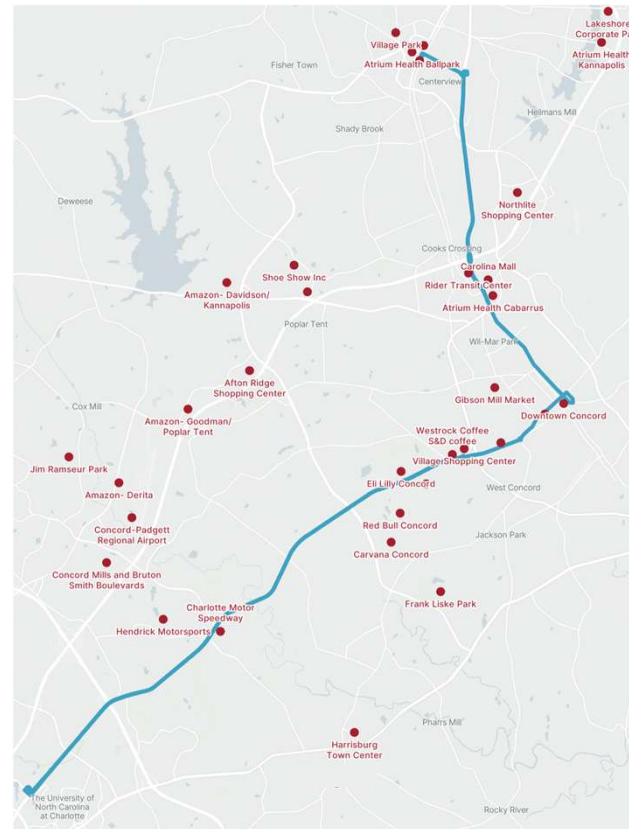 Lakeshore
Corporate Pa
Village Park
Atrium Health
Kannapolis
Fisher Town
Atrium Health Ballpark
Centerview
Heilmans Mill
Shady Brook
Deweese
Northlite
Shopping Center
Cooks Crossing
Carolina Mall
Shoe Show Inc
Rider Transit Center
Amazon- Davidson/
Kannapolis
Atrium Health Cabarrus
Poplar Tent
Wil-Mar Park
Afton Ridge
Shopping Center
Gibson Mill Market
Cox Mill
Amazon- Goodman/
Poplar Tent
Downtown Concord
Westrock Coffee
S&D coffee
Village Shopping Center
Jim Ramseur Park
Eli Lilly Concord
West Concord
Amazon- Derita
Red Bull Concord
Concord-Padgett
Regional Airport
Jackson Park
Carvana Concord
Concord Mills and Bruton
Smith Boulevards
Frank Liske Park
Charlotte Motor
Speedway
Hendrick Motorsports
Pharrs Mill
Harrisburg
Town Center
The University of
North Carolina
at Charlotte
Rocky River